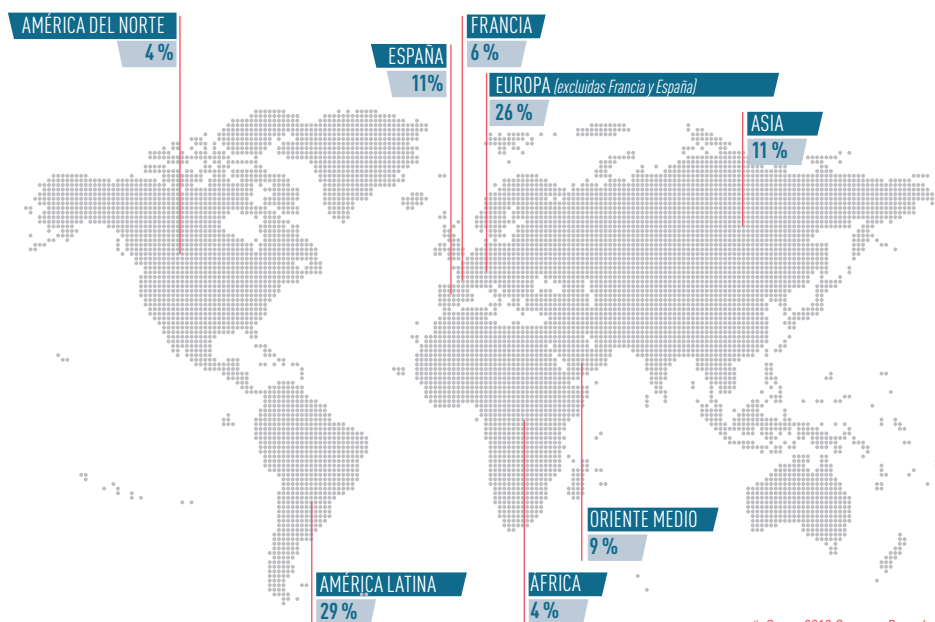 AMÉRICA DEL NORTE
4 %
FRANCIA
6 %
ESPAÑA
11%
EUROPA (excluidas Francia y España)
26 %
ASIA
11 %
ORIENTE MEDIO
9 %
AMÉRICA LATINA
29 %
ÁFRICA
4 %